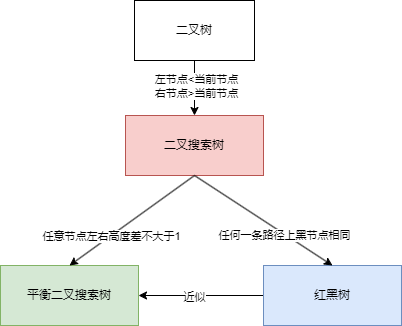 二叉树
左节点<当前节点
右节点>当前节点
二叉搜索树
任意节点左右高度差不大于1
任何一条路径上黑节点相同
平衡二叉搜索树
近似
红黑树